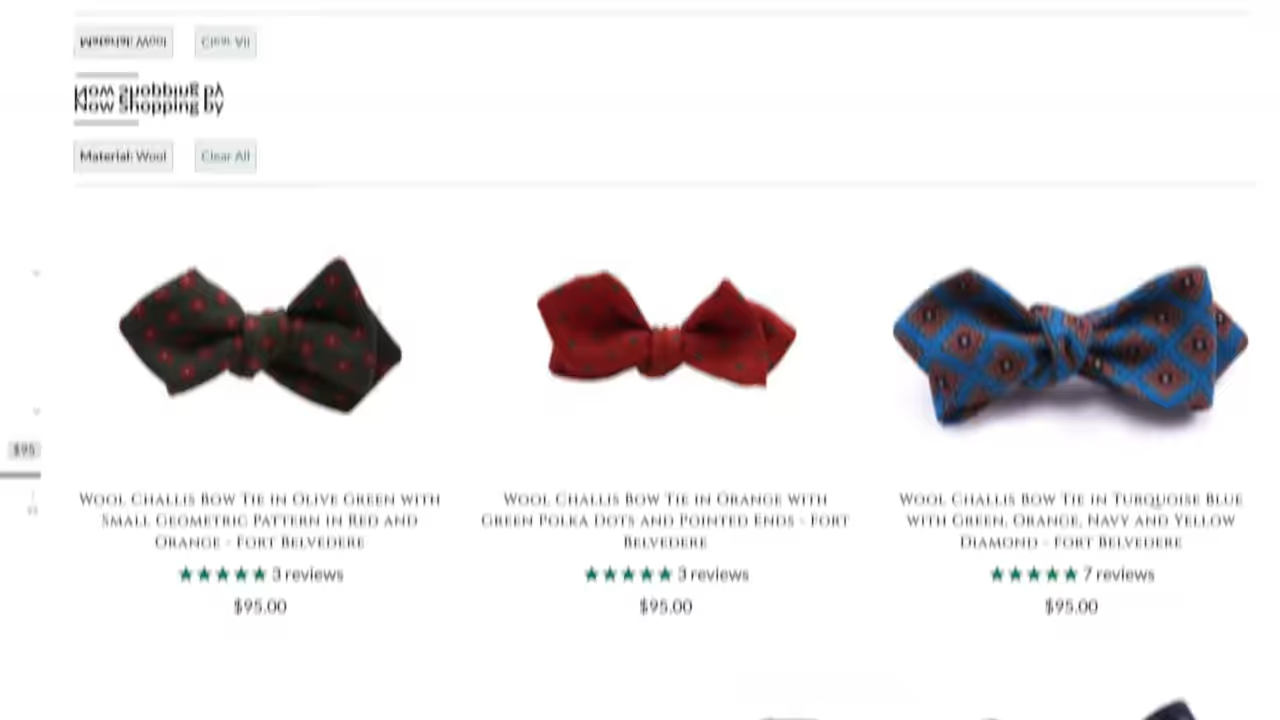 Material: Wool Clear All
Now Shopping by
Material: Wool Clear All
$95
Wool Challis Bow Tie in Olive Green with
Small Geometric Pattern in Red and
Orange - Fort Belvedere
3 reviews
$95.00
Wool Challis Bow Tie in Orange with
Green Polka Dots and Pointed Ends - Fort
Belvedere
3 reviews
$95.00
Wool Challis Bow Tie in Turquoise Blue
with Green, Orange, Navy and Yellow
Diamond - Fort Belvedere
7 reviews
$95.00